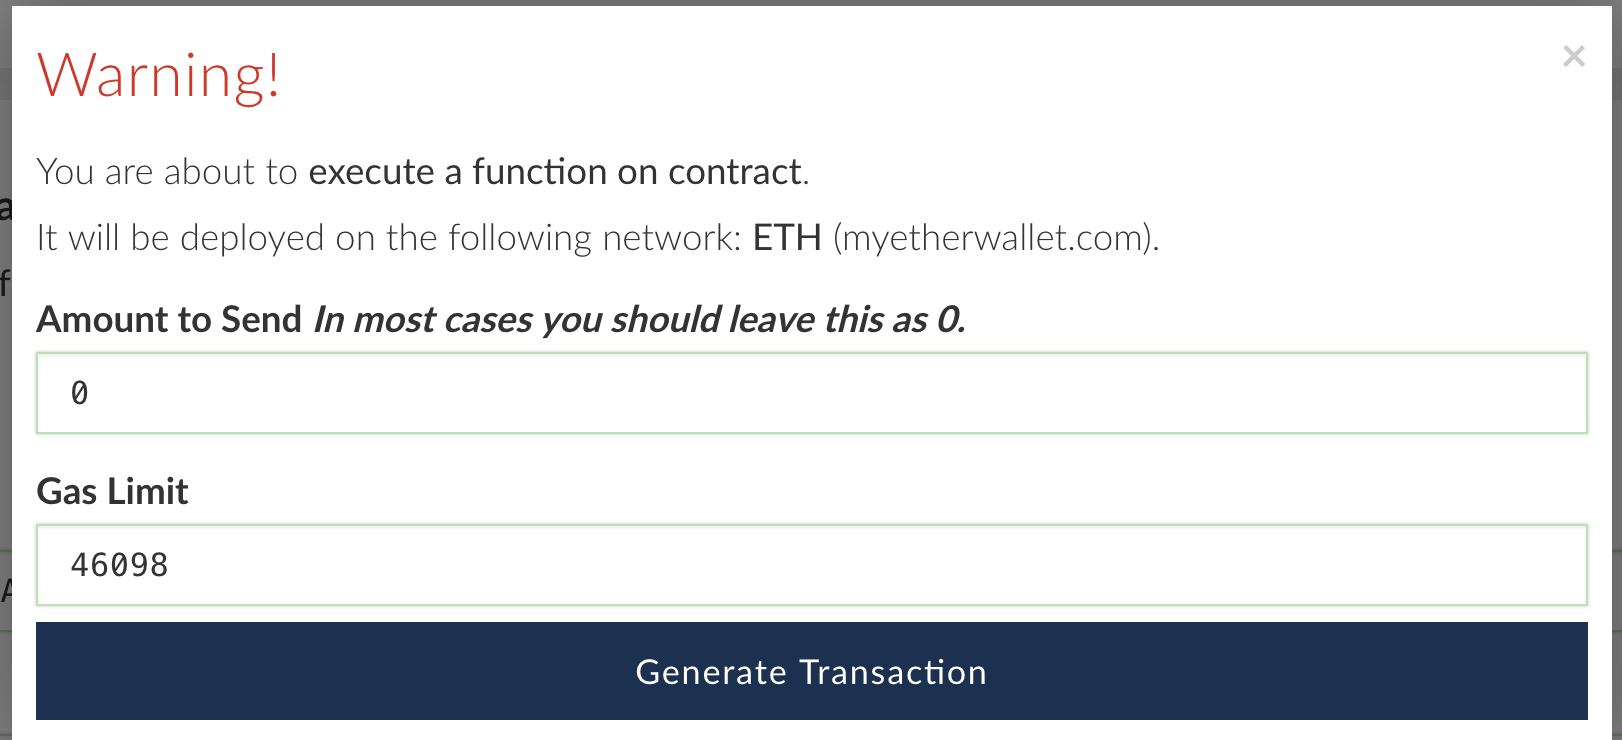 Warning!
×
You are about to execute a function on contract.
It will be deployed on the following network: ETH (myetherwallet.com).
Amount to Send In most cases you should leave this as 0.
0
Gas Limit
46098
Generate Transaction